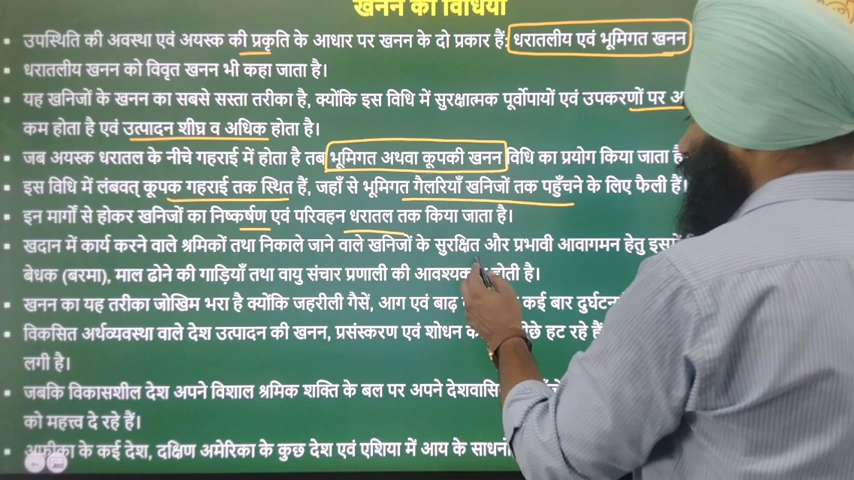 खनन की विधियाँ
उपस्थिति की अवस्था एवं अयस्क की प्रकृति के आधार पर खनन के दो प्रकार हैं: धरातलीय एवं भूमिगत खनन
धरातलीय खनन को विवृत खनन भी कहा जाता है।
यह खनिजों के खनन का सबसे सस्ता तरीका है, क्योंकि इस विधि में सुरक्षात्मक पूर्वोपायों एवं उपकरणों पर
कम होता है एवं उत्पादन शीघ्र व अधिक होता है।
जब अयस्क धरातल के नीचे गहराई में होता है तब भूमिगत अथवा कूपकी खनन विधि का प्रयोग किया जाता
इस विधि में लंबवत् कूपक गहराई तक स्थित हैं, जहाँ से भूमिगत गैलरियाँ खनिजों तक पहुँचने के लिए फैली हैं।
इन मार्गों से होकर खनिजों का निष्कर्षण एवं परिवहन धरातल तक किया जाता है।
खदान में कार्य करने वाले श्रमिकों तथा निकाले जाने वाले खनिजों के सुरक्षित और प्रभावी आवागमन हेतु
बेधक (बरमा), माल ढोने की गाड़ियाँ तथा वायु संचार प्रणाली की होती है।
खनन का यह तरीका जोखिम भरा है क्योंकि जहरीली गैसें, आग एवं बाढ़ कई बार
विकसित अर्थव्यवस्था वाले देश उत्पादन की खनन, प्रसंस्करण एवं शोधन हट रहे
लगी है।
जबकि विकासशील देश अपने विशाल श्रमिक शक्ति के बल पर अपने
को महत्त्व दे रहे हैं।
अफ्रीका के कई देश, दक्षिण अमेरिका के कुछ देश एवं एशिया में आय के